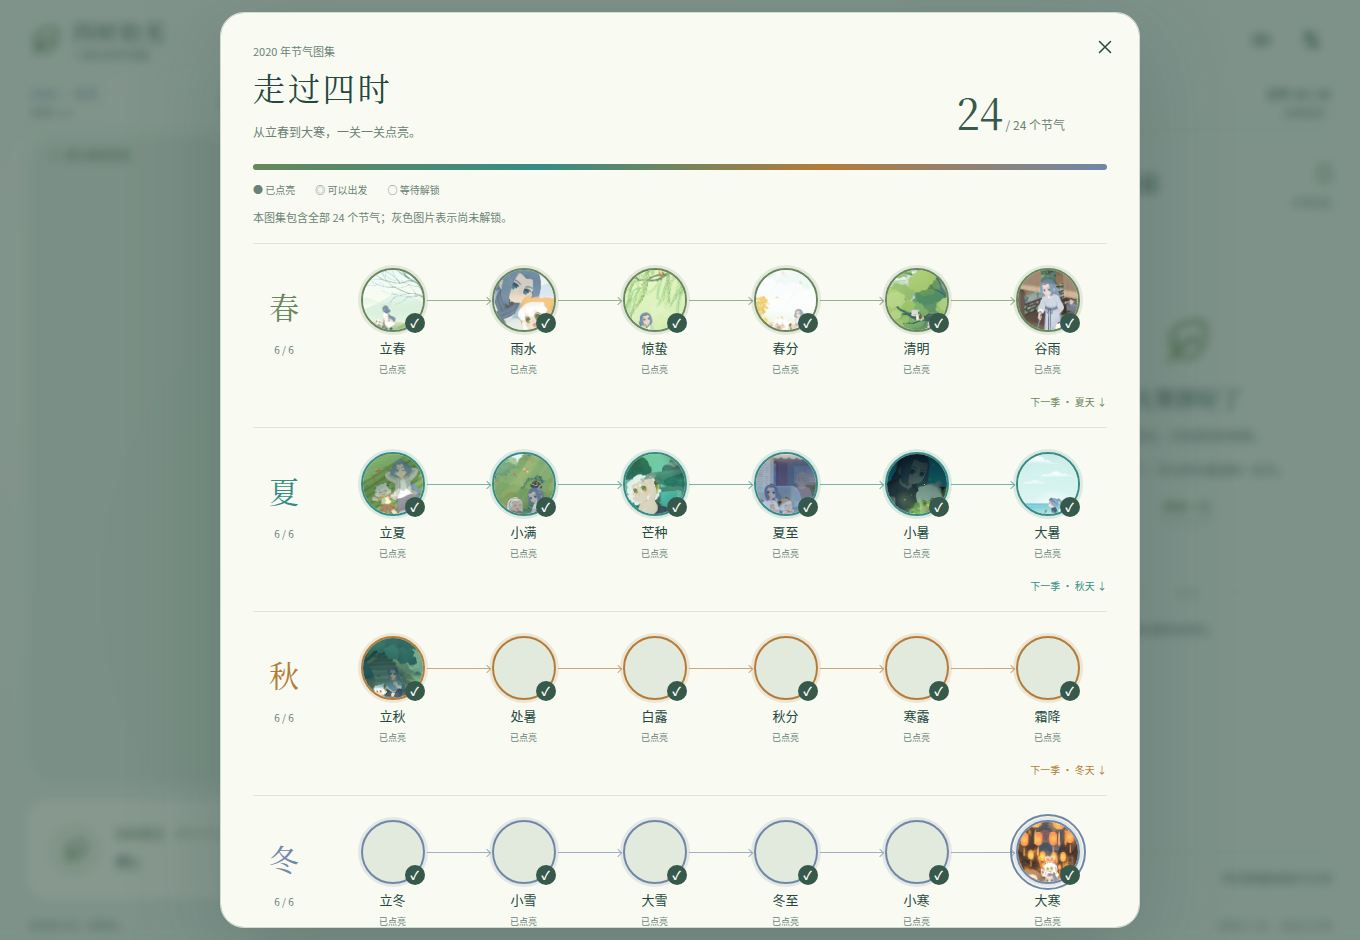 2020 年节气图集
走过四时
从立春到大寒，一关一关点亮。
24 / 24 个节气
已点亮 可以出发 等待解锁
本图集包含全部 24 个节气；灰色图片表示尚未解锁。
春
6 / 6
立春 雨水 惊蛰 春分 清明 谷雨
已点亮 已点亮 已点亮 已点亮 已点亮 已点亮
下一季 · 夏天 ↓
夏
6 / 6
立夏 小满 芒种 夏至 小暑 大暑
已点亮 已点亮 已点亮 已点亮 已点亮 已点亮
下一季 · 秋天 ↓
秋
6 / 6
立秋 处暑 白露 秋分 寒露 霜降
已点亮 已点亮 已点亮 已点亮 已点亮 已点亮
下一季 · 冬天 ↓
冬
6 / 6
立冬 小雪 大雪 冬至 小寒 大寒
已点亮 已点亮 已点亮 已点亮 已点亮 已点亮